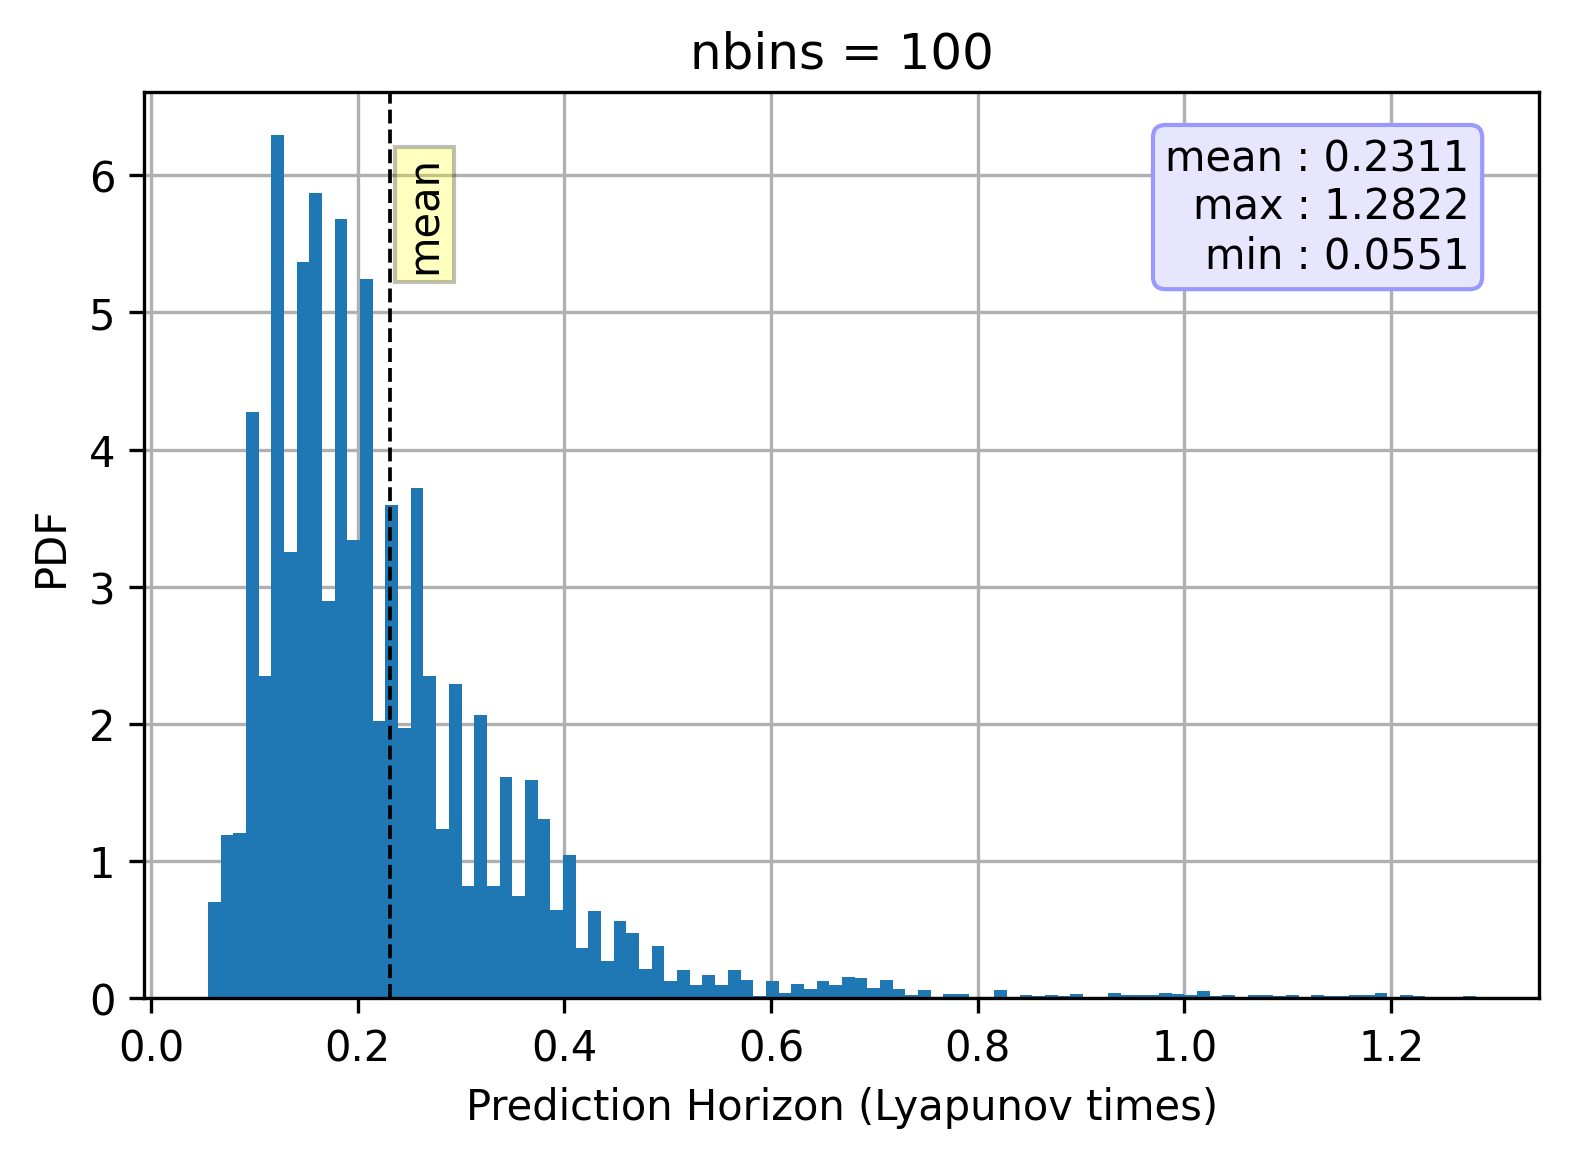 nbins = 100
mean : 0.2311
max : 1.2822
min : 0.0551
mean
PDF
6
5
4
3
2
1
0
0.0 0.2 0.4 0.6 0.8 1.0 1.2
Prediction Horizon (Lyapunov times)